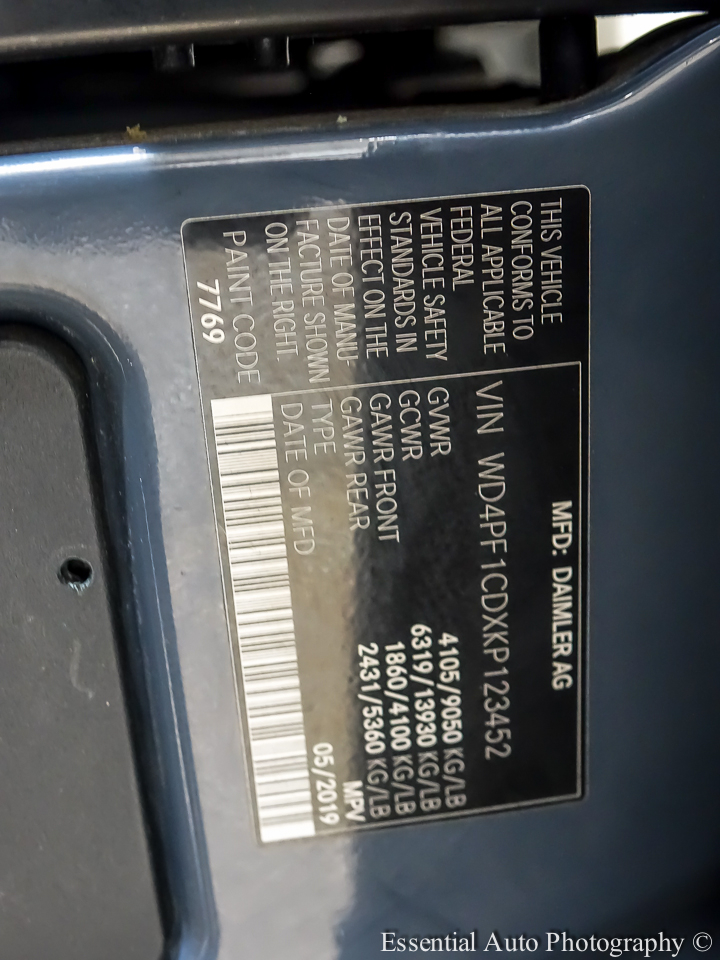 THIS VEHICLE
CONFORMS TO
ALL APPLICABLE
FEDERAL
VEHICLE SAFETY
STANDARDS IN
EFFECT ON THE
DATE OF MANU-
FACTURE SHOWN
ON THE RIGHT.
PAINT CODE
7769
MFD: DAIMLER AG
VIN WD4PF1CDXKP123452
GVWR 4105/9050 KG/LB
GCWR 6319/13930 KG/LB
GAWR FRONT 1860/4100 KG/LB
GAWR REAR 2431/5360 KG/LB
TYPE MPV
DATE OF MFD 05/2019
Essential Auto Photography ©